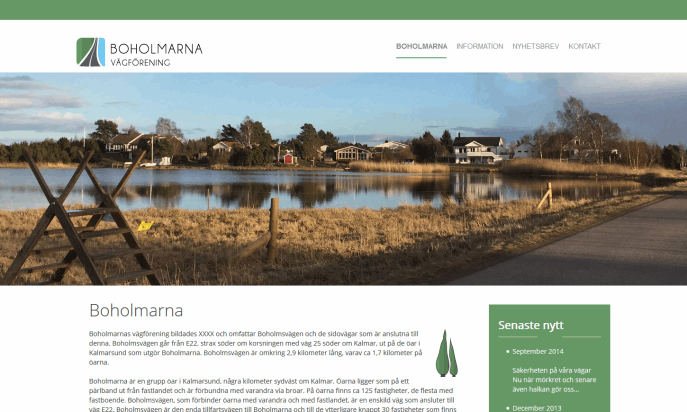 BOHOLMARNA
VÄGFÖRENING
BOHOLMARNA INFORMATION NYHETSBREV KONTAKT
Boholmarna
Boholmarnas vägförening bildades XXXX och omfattar Boholmsvägen och de sidovägar som är anslutna till
denna. Boholmsvägen går från E22, strax söder om korsningen med väg 25 söder om Kalmar, ut på de öar i
Kalmarsund som utgör Boholmarna. Boholmsvägen är omkring 2,9 kilometer lång, varav ca 1,7 kilometer på
öarna.
Boholmarna är en grupp öar i Kalmarsund, några kilometer sydväst om Kalmar. Öarna ligger som på ett
pärlband ut från fastlandet och är förbundna med varandra via broar. På öarna finns ca 125 fastigheter, de flesta med
fastboende. Boholmsvägen, som förbinder öarna med varandra och med fastlandet, är en enskild väg som ansluter till
väg E22. Boholmsvägen är den enda tillfartsvägen till Boholmarna och till de ytterligare knappt 30 fastigheter som finns
Senaste nytt
September 2014
Säkerheten på våra vägar
Nu när mörkret och senare
även halkan gör oss...
December 2013